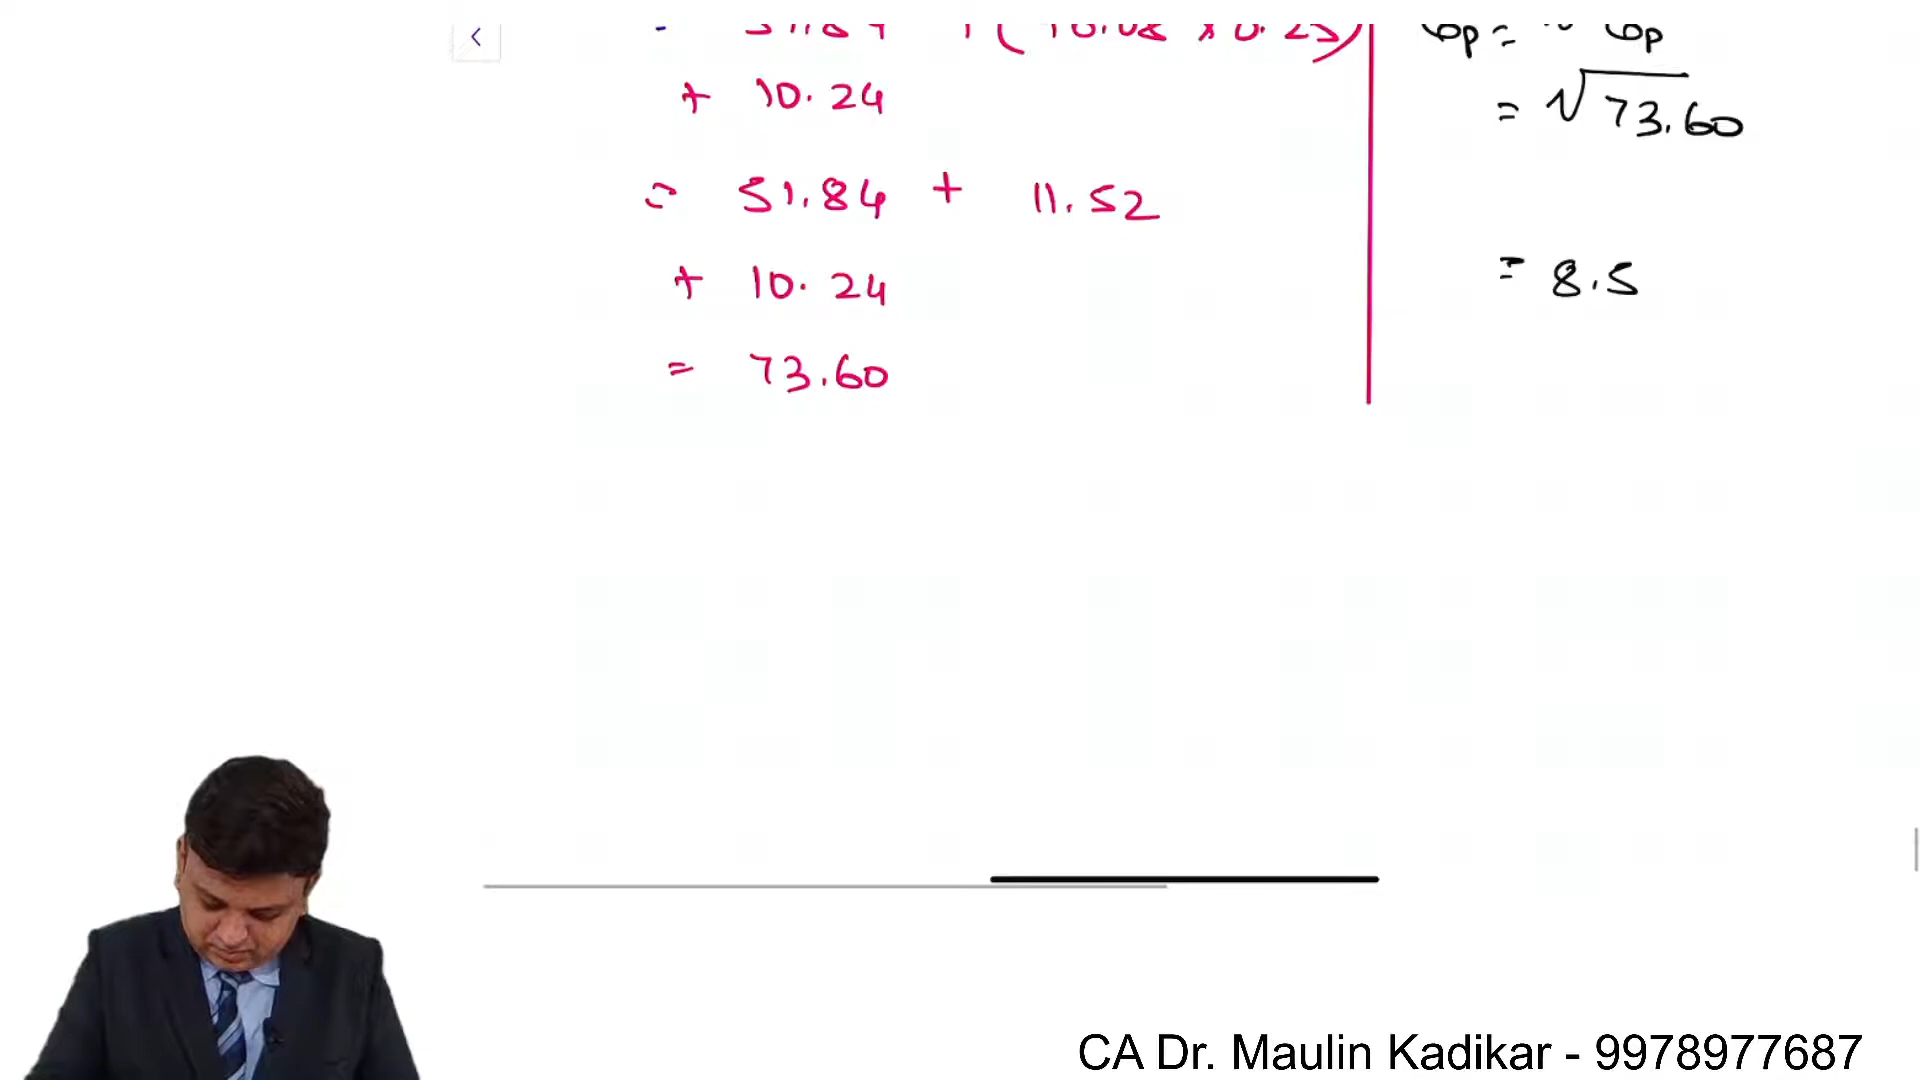 + 10.24
= 51.84 + 11.52
+ 10.24
= 73.60
= √73.60
= 8.5
CA Dr. Maulin Kadikar - 9978977687